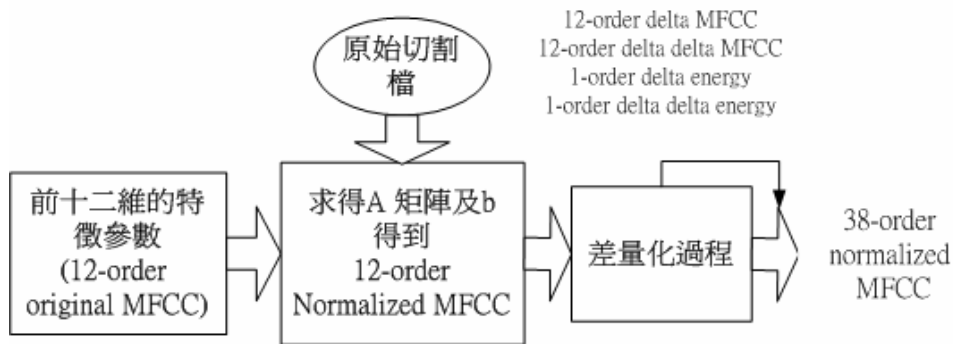 12-order delta MFCC
12-order delta delta MFCC
1-order delta energy
1-order delta delta energy
原始切割
檔
前十二維的特
徵參數
(12-order
original MFCC)
求得A 矩陣及b
得到
12-order
Normalized MFCC
差量化過程
38-order
normalized
MFCC